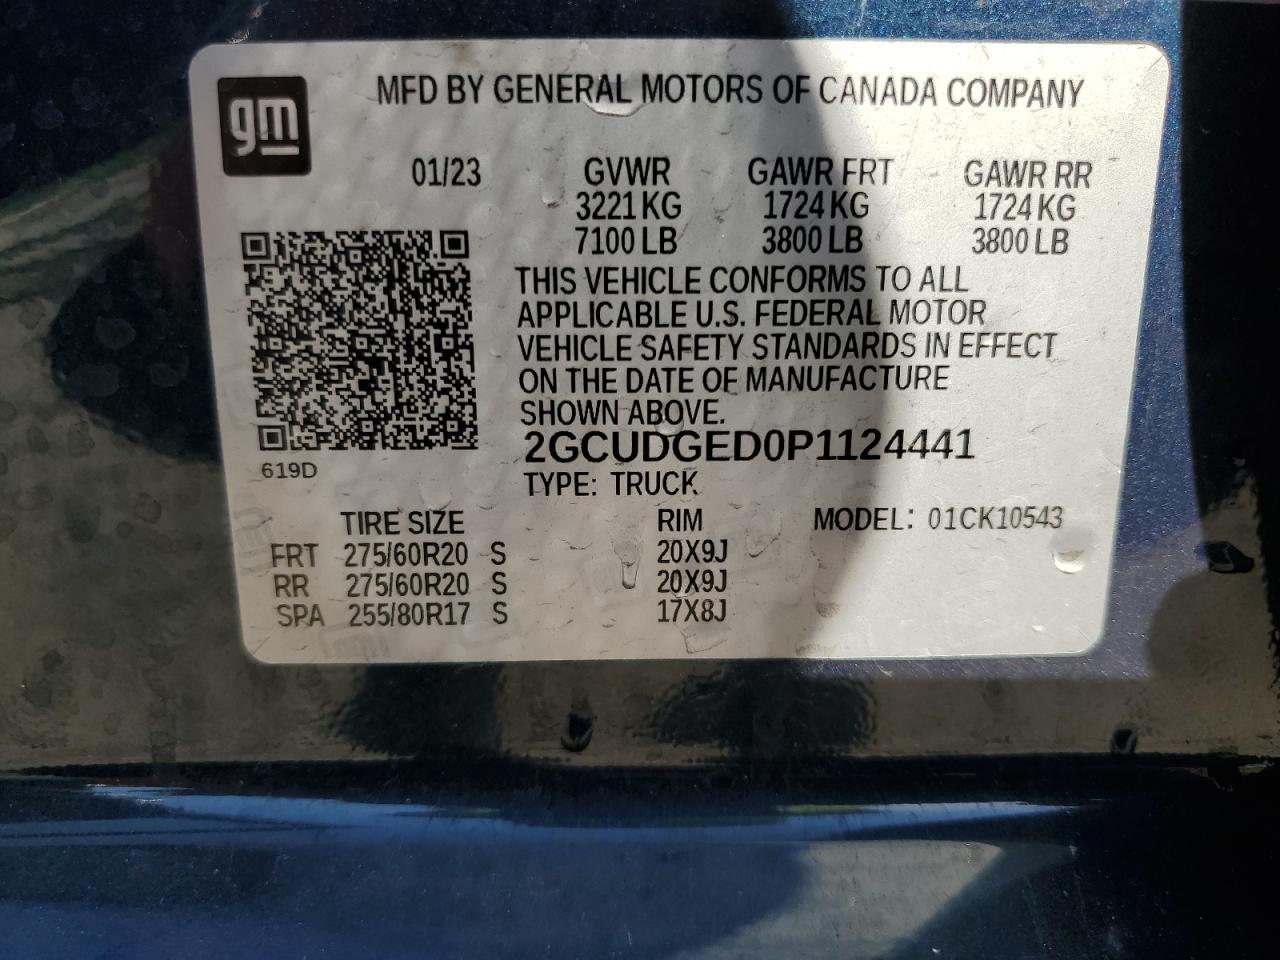 gm
MFD BY GENERAL MOTORS OF CANADA COMPANY
01/23 GVWR GAWR FRT GAWR RR
3221 KG 1724 KG 1724 KG
7100 LB 3800 LB 3800 LB
THIS VEHICLE CONFORMS TO ALL
APPLICABLE U.S. FEDERAL MOTOR
VEHICLE SAFETY STANDARDS IN EFFECT
ON THE DATE OF MANUFACTURE
SHOWN ABOVE.
2GCUDGED0P1124441
619D
TYPE: TRUCK
TIRE SIZE RIM MODEL: 01CK10543
FRT 275/60R20 S 20X9J
RR 275/60R20 S 20X9J
SPA 255/80R17 S 17X8J